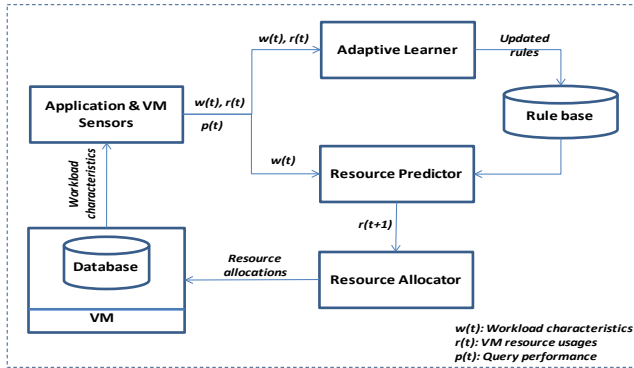 w(t), r(t)
Adaptive Learner
Updated
rules
Application & VM
Sensors
w(t), r(t)
p(t)
Rule base
w(t)
Resource Predictor
Workload
characteristics
r(t+1)
Database
VM
Resource
allocations
Resource Allocator
w(t): Workload characteristics
r(t): VM resource usages
p(t): Query performance